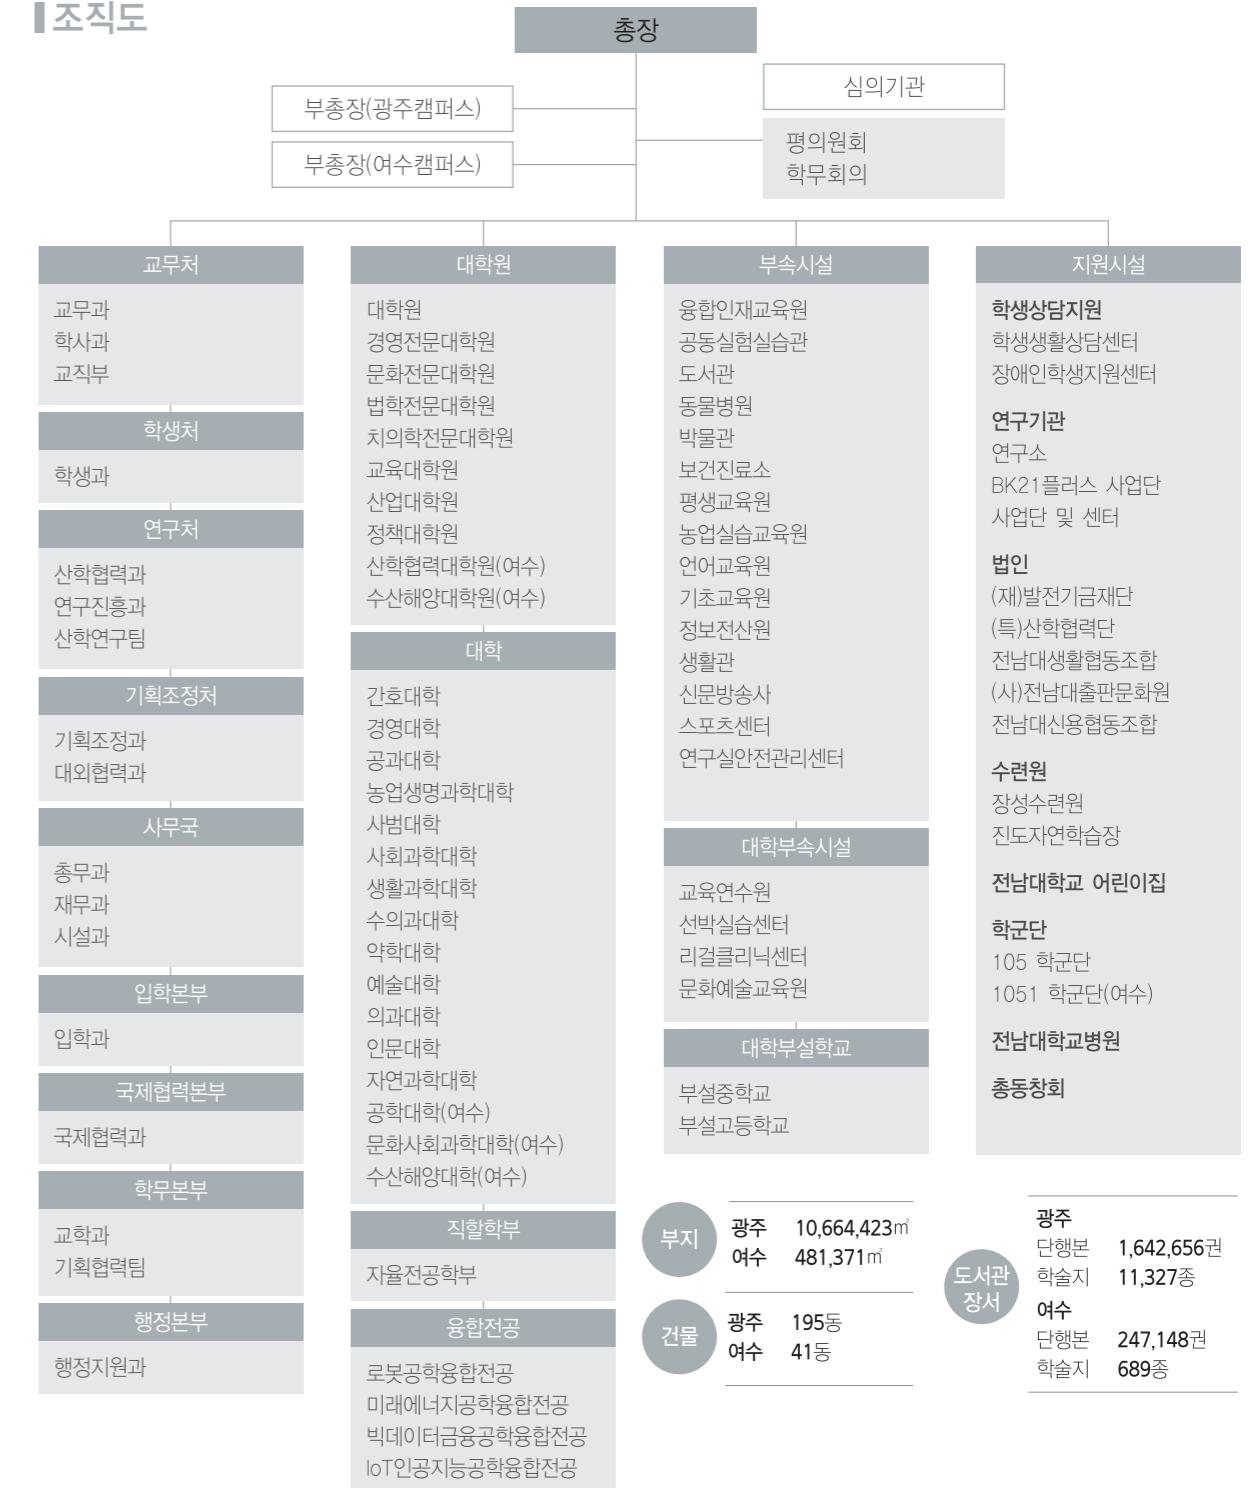 조직도
총장
부총장(광주캠퍼스)
부총장(여수캠퍼스)
심의기관
평의원회
학무회의
교무처
교무과
학사과
교직부
학생처
학생과
연구처
산학협력과
연구진흥과
산학연구팀
기획조정처
기획조정과
대외협력과
사무국
총무과
재무과
시설과
입학본부
입학과
국제협력본부
국제협력과
학무본부
교학과
기획협력팀
행정본부
행정지원과
대학원
대학원
경영전문대학원
문화전문대학원
법학전문대학원
치의학전문대학원
교육대학원
산업대학원
정책대학원
산학협력대학원(여수)
수산해양대학원(여수)
대학
간호대학
경영대학
공과대학
농업생명과학대학
사범대학
사회과학대학
생활과학대학
수의과대학
약학대학
예술대학
의과대학
인문대학
자연과학대학
공학대학(여수)
문화사회과학대학(여수)
수산해양대학(여수)
직할학부
자율전공학부
융합전공
로봇공학융합전공
미래에너지공학융합전공
빅데이터금융공학융합전공
IoT인공지능공학융합전공
부속시설
융합인재교육원
공동실험실습관
도서관
동물병원
박물관
보건진료소
평생교육원
농업실습교육원
언어교육원
기초교육원
정보전산원
생활관
신문방송사
스포츠센터
연구실안전관리센터
대학부속시설
교육연수원
선박실습센터
리걸클리닉센터
문화예술교육원
대학부설학교
부설중학교
부설고등학교
지원시설
학생상담지원
학생생활상담센터
장애인학생지원센터
연구기관
연구소
BK21플러스 사업단
사업단 및 센터
법인
(재)발전기금재단
(특)산학협력단
전남대생활협동조합
(사)전남대출판문화원
전남대신용협동조합
수련원
장성수련원
진도자연학습장
전남대학교 어린이집
학군단
105 학군단
1051 학군단(여수)
전남대학교병원
총동창회
부지
광주 10,664,423㎡
여수 481,371㎡
건물
광주 195동
여수 41동
도서관
장서
광주
단행본 1,642,656권
학술지 11,327종
여수
단행본 247,148권
학술지 689종